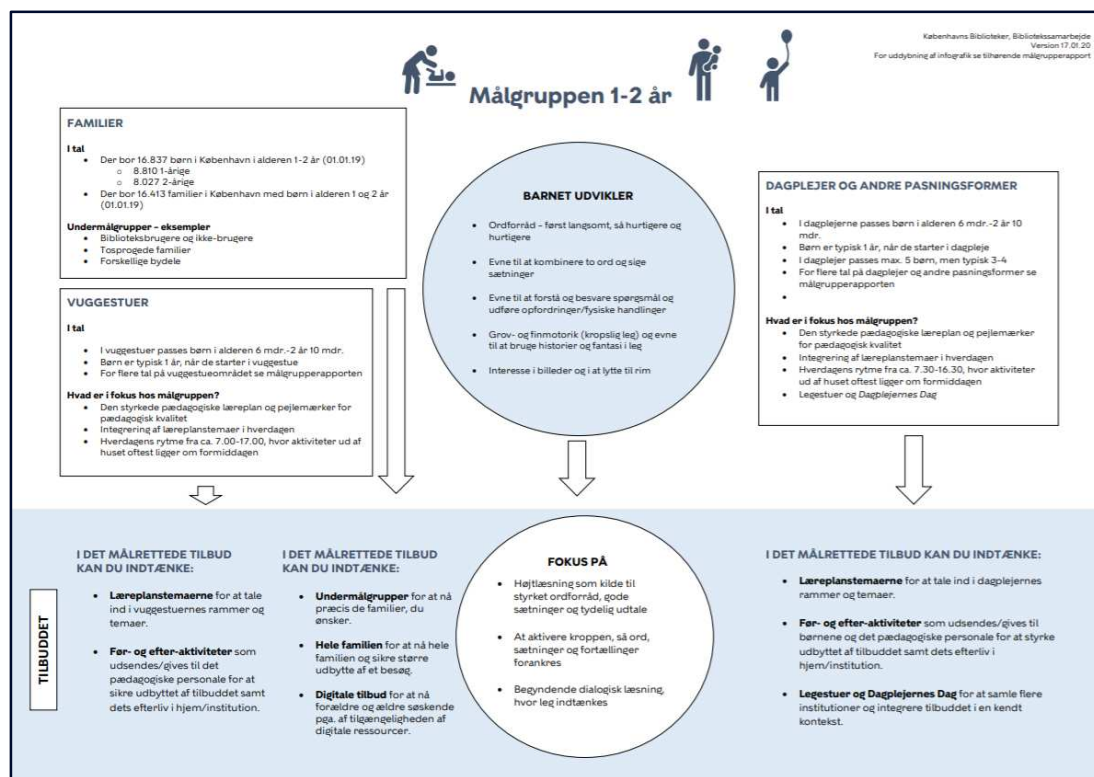 Københavns Biblioteker, Bibliotekssamarbejde
Version 17.01.20
For uddybning af infografik se tilhørende målgrupperapport
Målgruppen 1-2 år
FAMILIER
I tal
• Der bor 16.837 børn i København i alderen 1-2 år (01.01.19)
o 8.810 1-årige
o 8.027 2-årige
• Der bor 16.413 familier i København med børn i alderen 1 og 2 år
(01.01.19)
Undermålgrupper – eksempler
• Biblioteksbrugere og ikke-brugere
• Tosprogede familier
• Forskellige bydele
VUGGESTUER
I tal
• I vuggestuer passes børn i alderen 6 mdr.-2 år 10 mdr.
• Børn er typisk 1 år, når de starter i vuggestue
• For flere tal på vuggestueområdet se målgrupperapporten
Hvad er i fokus hos målgruppen?
• Den styrkede pædagogiske læreplan og pejlemærker for
pædagogisk kvalitet
• Integrering af læreplanstemaer i hverdagen
• Hverdagens rytme fra ca. 7.00-17.00, hvor aktiviteter ud af
huset oftest ligger om formiddagen
BARNET UDVIKLER
• Ordforråd – først langsomt, så hurtigere og
hurtigere
• Evne til at kombinere to ord og sige
sætninger
• Evne til at forstå og besvare spørgsmål og
udføre opfordringer/fysiske handlinger
• Grov- og finmotorik (kropslig leg) og evne
til at bruge historier og fantasi i leg
• Interesse i billeder og i at lytte til rim
DAGPLEJER OG ANDRE PASNINGSFORMER
I tal
• I dagplejerne passes børn i alderen 6 mdr.-2 år 10
mdr.
• Børn er typisk 1 år, når de starter i dagpleje
• I dagplejer passes max. 5 børn, men typisk 3-4
• For flere tal på dagplejer og andre pasningsformer se
målgrupperapporten
•
Hvad er i fokus hos målgruppen?
• Den styrkede pædagogiske læreplan og pejlemærker
for pædagogisk kvalitet
• Integrering af læreplanstemaer i hverdagen
• Hverdagens rytme fra ca. 7.30-16.30, hvor aktiviteter
ud af huset oftest ligger om formiddagen
• Legestuer og Dagplejernes Dag
TILBUDDET
I DET MÅLRETTEDE TILBUD
KAN DU INDTÆNKE:
• Læreplanstemaerne for at tale
ind i vuggestuernes rammer og
temaer.
• Før- og efter-aktiviteter som
udsendes/gives til det
pædagogiske personale for at
sikre udbyttet af tilbuddet samt
dets efterliv i hjem/institution.
I DET MÅLRETTEDE TILBUD
KAN DU INDTÆNKE:
• Undermålgrupper for at nå
præcis de familier, du
ønsker.
• Hele familien for at nå hele
familien og sikre større
udbytte af et besøg.
• Digitale tilbud for at nå
forældre og ældre søskende
pga. af tilgængeligheden af
digitale ressourcer.
FOKUS PÅ
• Højtlæsning som kilde til
styrket ordforråd, gode
sætninger og tydelig udtale
• At aktivere kroppen, så ord,
sætninger og fortællinger
forankres
• Begyndende dialogisk læsning,
hvor leg indtænkes
I DET MÅLRETTEDE TILBUD KAN DU INDTÆNKE:
• Læreplanstemaerne for at tale ind i dagplejernes
rammer og temaer.
• Før- og efter-aktiviteter som udsendes/gives til
børnene og det pædagogiske personale for at styrke
udbyttet af tilbuddet samt dets efterliv i
hjem/institution.
• Legestuer og Dagplejernes Dag for at samle flere
institutioner og integrere tilbuddet i en kendt
kontekst.